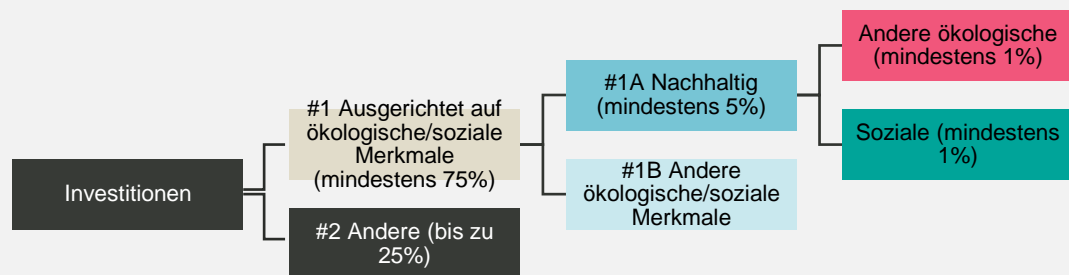 Investitionen
#1 Ausgerichtet auf
ökologische/soziale
Merkmale
(mindestens 75%)
#2 Andere (bis zu
25%)
#1A Nachhaltig
(mindestens 5%)
#1B Andere
ökologische/soziale
Merkmale
Andere ökologische
(mindestens 1%)
Soziale (mindestens
1%)